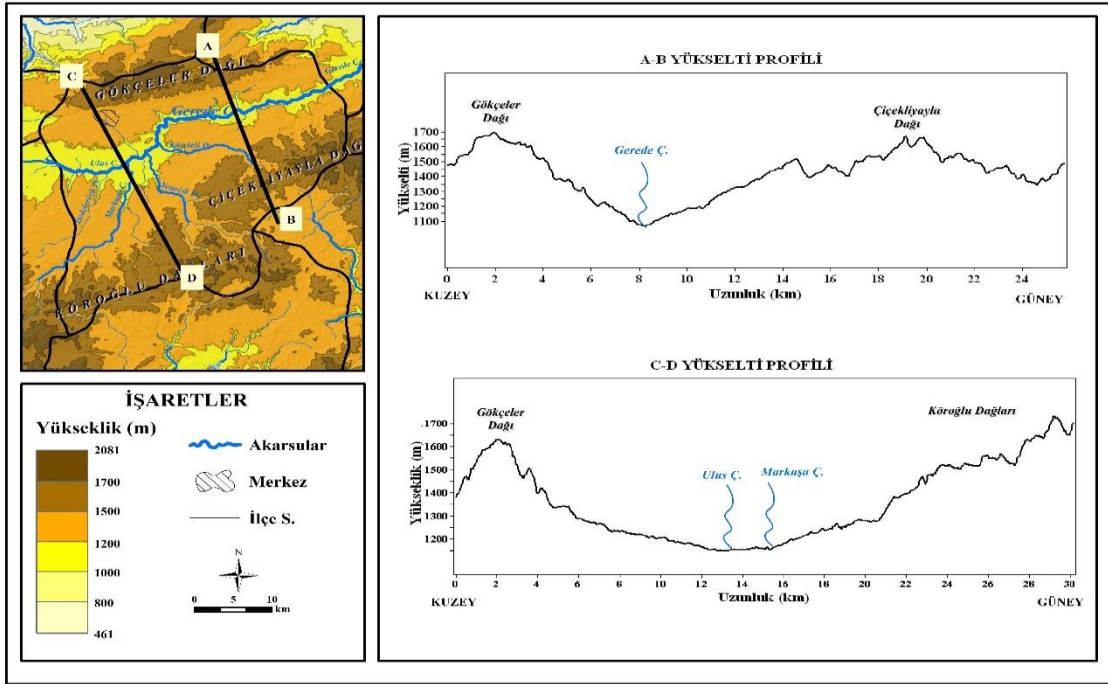 A
C
GÖKÇELER DAĞI
Gerede Ç.
Gerede Ç.
Köseleli D.
Ulus Ç.
ÇİÇEKLİYAYLA DAĞI
B
D
KÖROĞLU DAĞLARI
İŞARETLER
Yükseklik (m)
2081
1700
1500
1200
1000
800
461
Akarsular
Merkez
İlçe S.
N
0 5 10
km
A-B YÜKSELTİ PROFİLİ
Gökçeler
Dağı
Çiçekliyayla
Dağı
Gerede Ç.
Yükselti (m)
1700
1600
1500
1400
1300
1200
1100
0 2 4 6 8 10 12 14 16 18 20 22 24
KUZEY
Uzunluk (km)
GÜNEY
C-D YÜKSELTİ PROFİLİ
Gökçeler
Dağı
Köroğlu Dağları
Ulus Ç.
Markuşa Ç.
Yükseklik (m)
1700
1600
1500
1400
1300
1200
0 2 4 6 8 10 12 14 16 18 20 22 24 26 28 30
KUZEY
Uzunluk (km)
GÜNEY